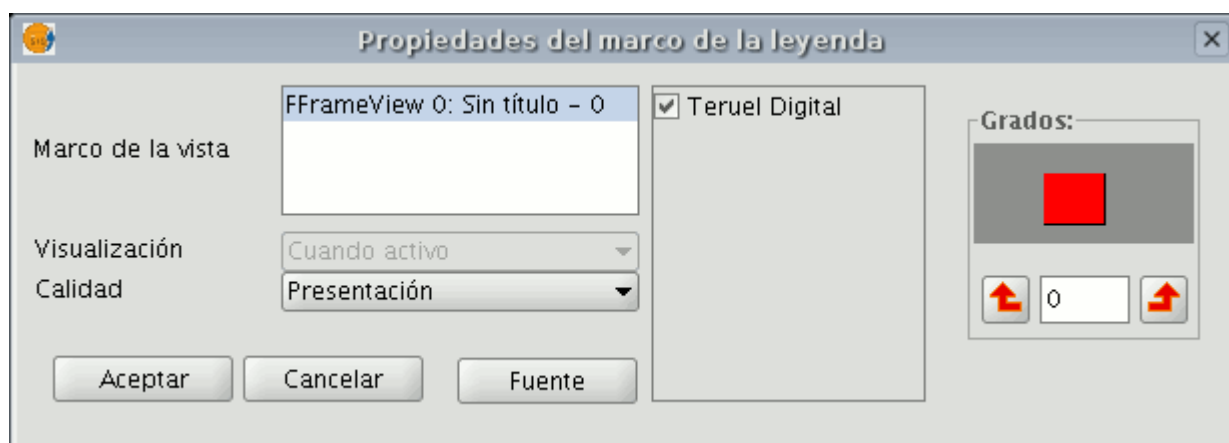 Propiedades del marco de la leyenda
Marco de la vista
FFrameView 0: Sin título - 0
Teruel Digital
Grados:
Visualización
Cuando activo
Calidad
Presentación
0
Aceptar
Cancelar
Fuente